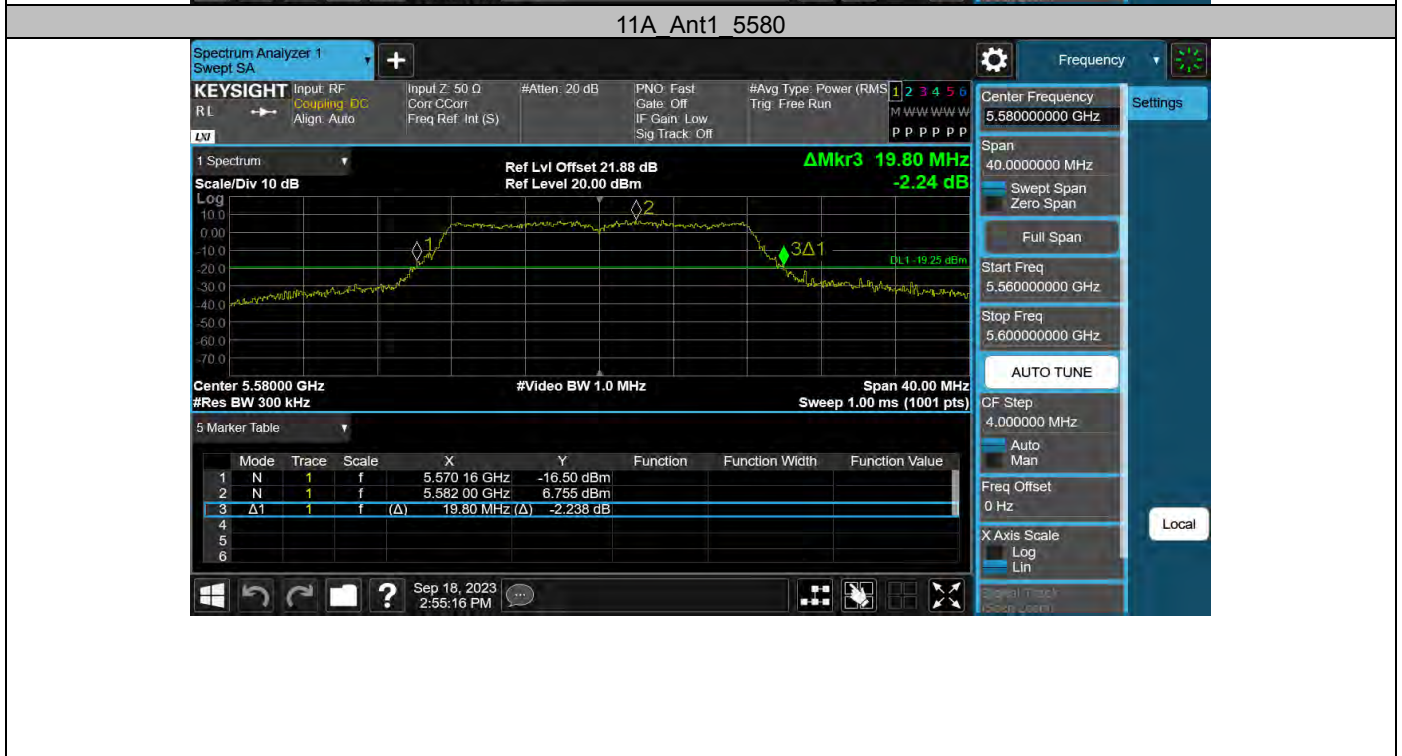 11A_Ant1_5580
Spectrum Analyzer 1
Swept SA
+
Frequency
KEYSIGHT
RL
LXI
Input: RF
Coupling: DC
Align: Auto
Input Z: 50 Ω
Corr CCorr
Freq Ref: Int (S)
#Atten: 20 dB
PNO: Fast
Gate: Off
IF Gain: Low
Sig Track: Off
#Avg Type: Power (RMS
Trig: Free Run
1 2 3 4 5 6
M W W W W W
P P P P P P
Center Frequency
5.580000000 GHz
Settings
Span
40.0000000 MHz
Swept Span
Zero Span
Full Span
Start Freq
5.560000000 GHz
Stop Freq
5.600000000 GHz
AUTO TUNE
CF Step
4.000000 MHz
Auto
Man
Freq Offset
0 Hz
X Axis Scale
Log
Lin
Local
1 Spectrum
Scale/Div 10 dB
Ref Lvl Offset 21.88 dB
Ref Level 20.00 dBm
ΔMkr3 19.80 MHz
-2.24 dB
Log
10.0
0.00
-10.0
-20.0
-30.0
-40.0
-50.0
-60.0
-70.0
1
2
3Δ1
DL1 -19.25 dBm
Center 5.58000 GHz
#Video BW 1.0 MHz
Span 40.00 MHz
#Res BW 300 kHz
Sweep 1.00 ms (1001 pts)
5 Marker Table
Mode Trace Scale X Y Function Function Width Function Value
1 N 1 f 5.570 16 GHz -16.50 dBm
2 N 1 f 5.582 00 GHz 6.755 dBm
3 Δ1 1 f (Δ) 19.80 MHz (Δ) -2.238 dB
4
5
6
?
Sep 18, 2023
2:55:16 PM